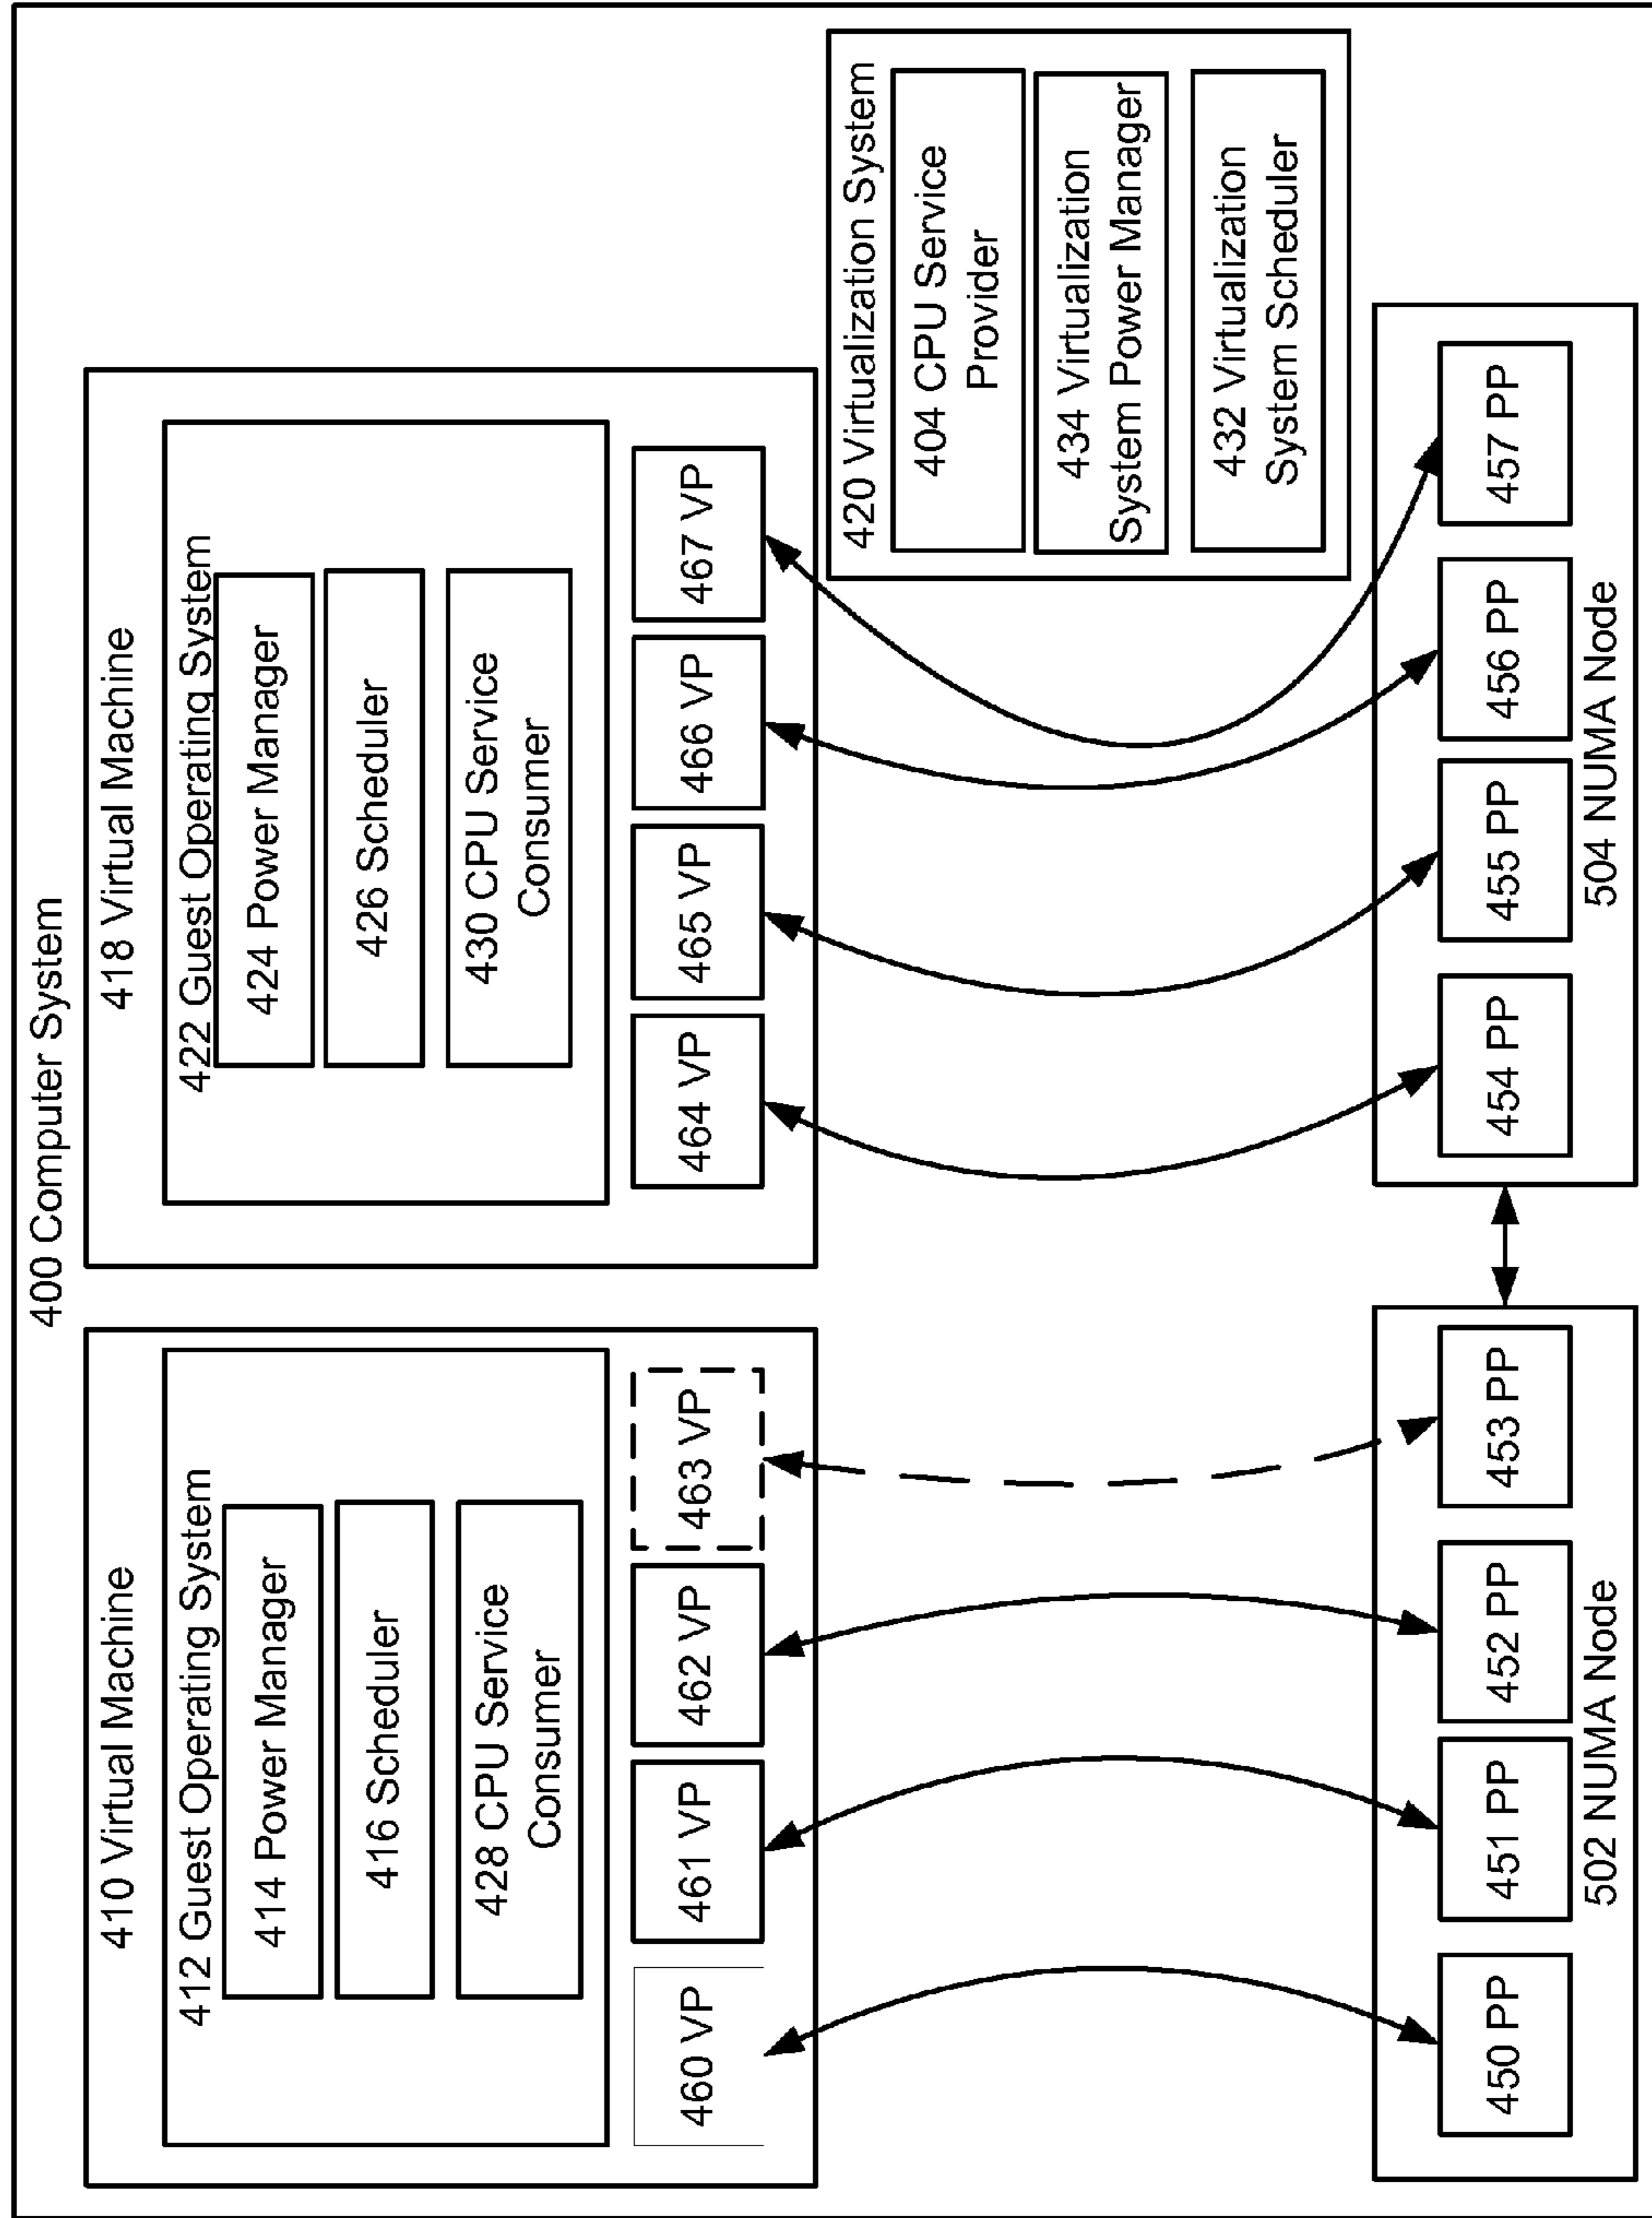 400 Computer System
410 Virtual Machine
412 Guest Operating System
414 Power Manager
416 Scheduler
428 CPU Service
Consumer
460 VP
461 VP
462 VP
463 VP
418 Virtual Machine
422 Guest Operating System
424 Power Manager
426 Scheduler
430 CPU Service
Consumer
464 VP
465 VP
466 VP
467 VP
420 Virtualization System
404 CPU Service
Provider
434 Virtualization
System Power Manager
432 Virtualization
System Scheduler
450 PP
451 PP
452 PP
453 PP
502 NUMA Node
454 PP
455 PP
456 PP
457 PP
504 NUMA Node